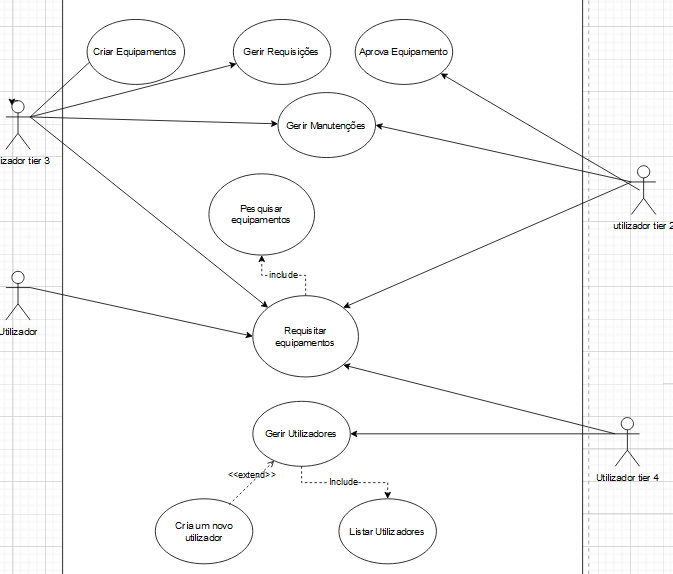 Criar Equipamentos
Gerir Requisições
Aprova Equipamento
Gerir Manutenções
izador tier 3
Pesquisar
equipamentos
utilizador tier 2
include
Utilizador
Requisitar
equipamentos
Gerir Utilizadores
<<extend>>
Include
Utilizador tier 4
Cria um novo
utilizador
Listar Utilizadores